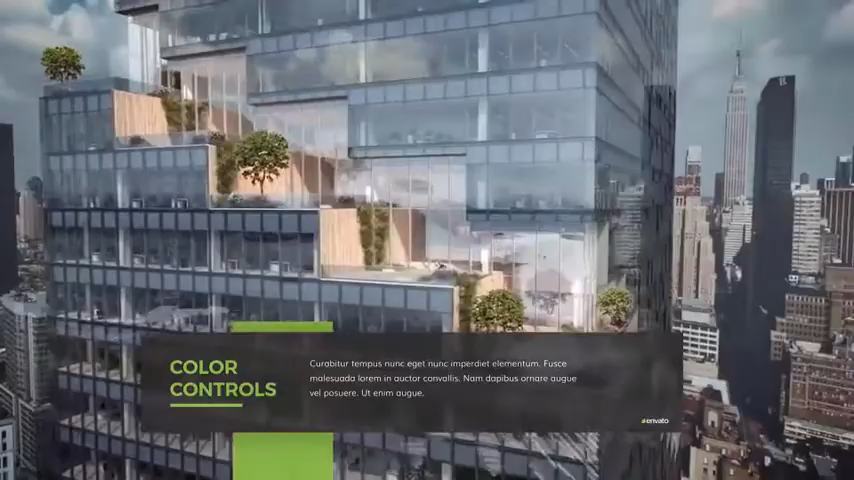 COLOR
CONTROLS
Curabitur tempus nunc eget nunc imperdiet elementum. Fusce
malesuada lorem in auctor convallis. Nam dapibus ornare augue
vel posuere. Ut enim augue.
envato